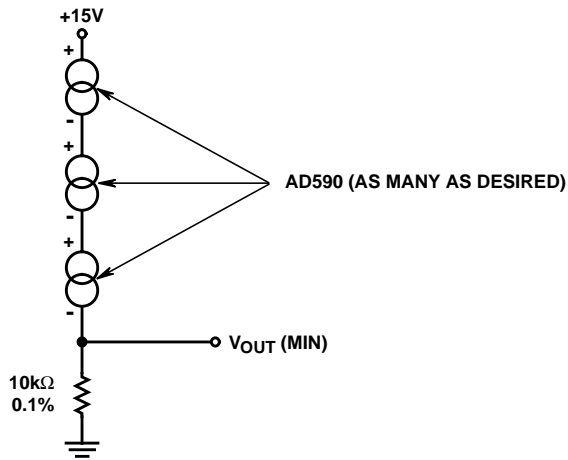 +15V
+
-
+
-
+
-
AD590 (AS MANY AS DESIRED)
VOUT (MIN)
10kΩ
0.1%